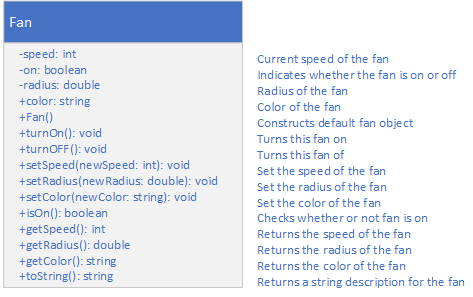 Fan
-speed: int
-on: boolean
-radius: double
+color: string
+Fan()
+turnOn(): void
+turnOFF(): void
+setSpeed(newSpeed: int): void
+setRadius(newRadius: double): void
+setColor(newColor: string): void
+isOn(): boolean
+getSpeed(): int
+getRadius(): double
+getColor(): string
+toString(): string
Current speed of the fan
Indicates whether the fan is on or off
Radius of the fan
Color of the fan
Constructs default fan object
Turns this fan on
Turns this fan of
Set the speed of the fan
Set the radius of the fan
Set the color of the fan
Checks whether or not fan is on
Returns the speed of the fan
Returns the radius of the fan
Returns the color of the fan
Returns a string description for the fan